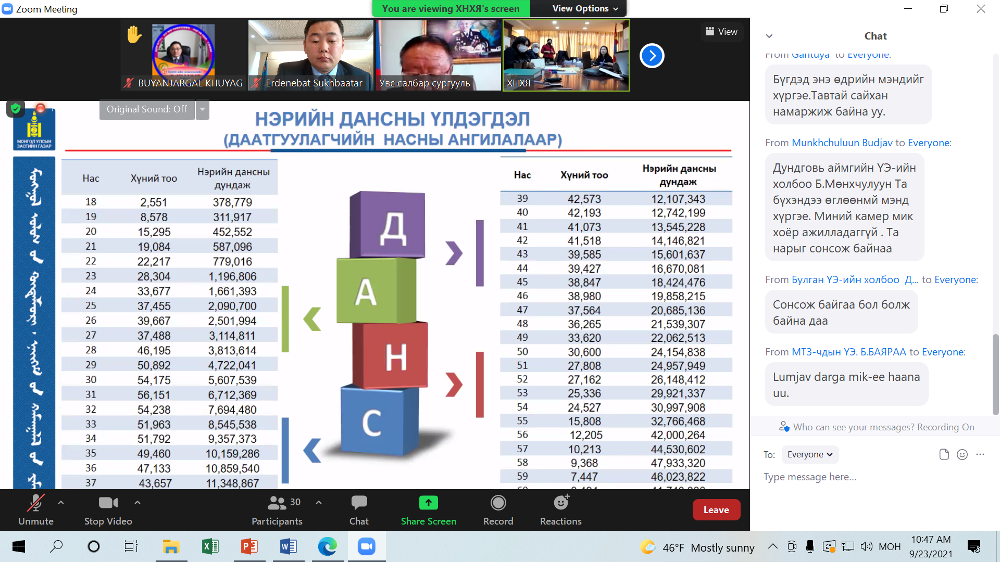 Zoom Meeting
You are viewing ХНХЯ's screen
View Options
BUYANJARGAL KHUYAG
Erdenebat Sukhbaatar
Увс салбар сургууль
ХНХЯ
View
Original Sound: Off
МОНГОЛ УЛСЫН
ЗАСГИЙН ГАЗАР
НЭРИЙН ДАНСНЫ ҮЛДЭГДЭЛ
(ДААТГУУЛАГЧИЙН НАСНЫ АНГИЛАЛААР)
Нас Хүний тоо Нэрийн дансны дундаж
18 2,551 378,779
19 8,578 311,917
20 15,295 452,552
21 19,084 587,096
22 22,217 779,016
23 28,304 1,196,806
24 33,677 1,661,393
25 37,455 2,090,700
26 39,667 2,501,994
27 37,488 3,114,811
28 46,195 3,813,614
29 50,892 4,722,041
30 54,175 5,607,539
31 56,151 6,712,369
32 54,238 7,694,480
33 51,963 8,545,538
34 51,792 9,357,373
35 49,460 10,159,286
36 47,133 10,859,540
37 43,657 11,348,867
Д
А
Н
С
Нас Хүний тоо Нэрийн дансны дундаж
39 42,573 12,107,343
40 42,193 12,742,199
41 41,073 13,545,228
42 41,518 14,146,821
43 39,585 15,601,637
44 39,427 16,670,081
45 38,847 18,424,476
46 38,980 19,858,215
47 37,564 20,685,136
48 36,265 21,539,307
49 33,620 22,062,513
50 30,600 24,154,838
51 27,808 24,957,949
52 27,162 26,148,412
53 25,336 29,921,337
54 24,527 30,997,908
55 15,808 32,766,468
56 12,205 42,000,264
57 10,213 44,530,602
58 9,368 47,933,320
59 7,447 46,023,822
Chat
From Gantuya to Everyone:
Бүгдэд энэ өдрийн мэндийг
хүргэе.Тавтай сайхан
намаржиж байна уу.
From Munkhchuluun Budjav to Everyone:
Дундговь аймгийн ҮЭ-ийн
холбоо Б.Мөнхчулуун Та
бүхэндээ өглөөнмй мэнд
хүргэе. Миний камер мик
хоёр ажилладаггүй . Та
нарыг сонсож байнаа
From Булган ҮЭ-ийн холбоо Д... to Everyone:
Сонсож байгаа бол болж
байна даа
From МТЗ-чдын ҮЭ. Б.БАЯРАА to Everyone:
Lumjav darga mik-ee haana
uu.
Who can see your messages? Recording On
To: Everyone
Type message here...
Unmute
Stop Video
Participants 30
Chat
Share Screen
Record
Reactions
Leave
46°F Mostly sunny
МОН
10:47 AM
9/23/2021